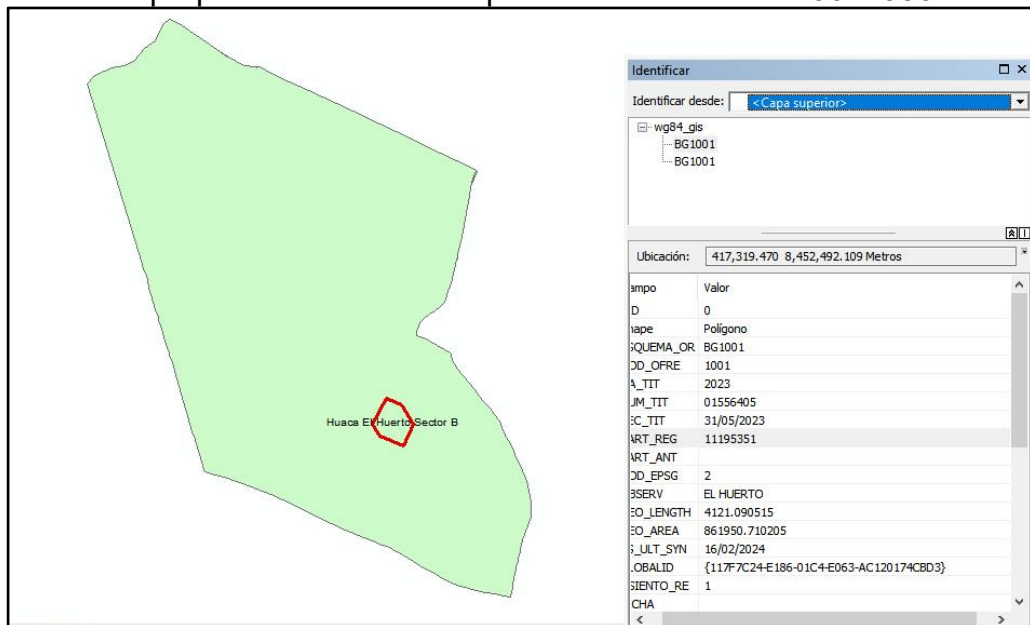 Huaca El Huerto Sector B
Identificar
Identificar desde: <Capa superior>
wg84_gis
BG1001
BG1001
Ubicación: 417,319.470 8,452,492.109 Metros
ampo Valor
D 0
hape Polígono
SQUEMA_OR BG1001
OD_OFRE 1001
A_TIT 2023
UM_TIT 01556405
EC_TIT 31/05/2023
ART_REG 11195351
ART_ANT
OD_EPSG 2
BSERV EL HUERTO
EO_LENGTH 4121.090515
EO_AREA 861950.710205
S_ULT_SYN 16/02/2024
LOBALID {117F7C24-E186-01C4-E063-AC120174CBD3}
SIENTO_RE 1
CHA